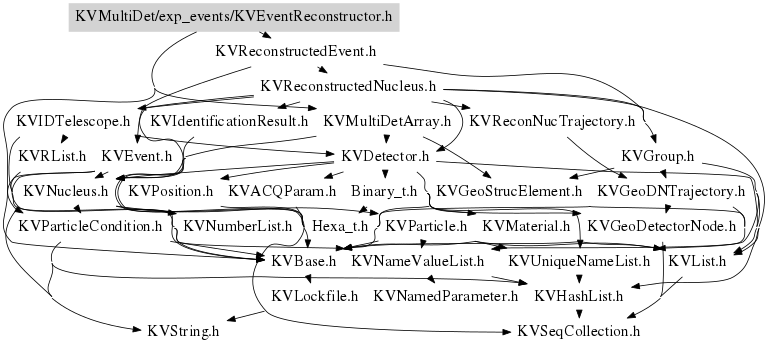 KVMultiDet/exp_events/KVEventReconstructor.h
KVReconstructedEvent.h
KVReconstructedNucleus.h
KVIDTelescope.h KVIdentificationResult.h KVMultiDetArray.h KVReconNucTrajectory.h
KVRList.h KVEvent.h KVDetector.h KVGroup.h
KVNucleus.h KVPosition.h KVACQParam.h Binary_t.h KVGeoStrucElement.h KVGeoDNTrajectory.h
KVParticleCondition.h KVNumberList.h Hexa_t.h KVParticle.h KVMaterial.h KVGeoDetectorNode.h
KVBase.h KVNameValueList.h KVUniqueNameList.h KVList.h
KVLockfile.h KVNamedParameter.h KVHashList.h
KVString.h KVSeqCollection.h